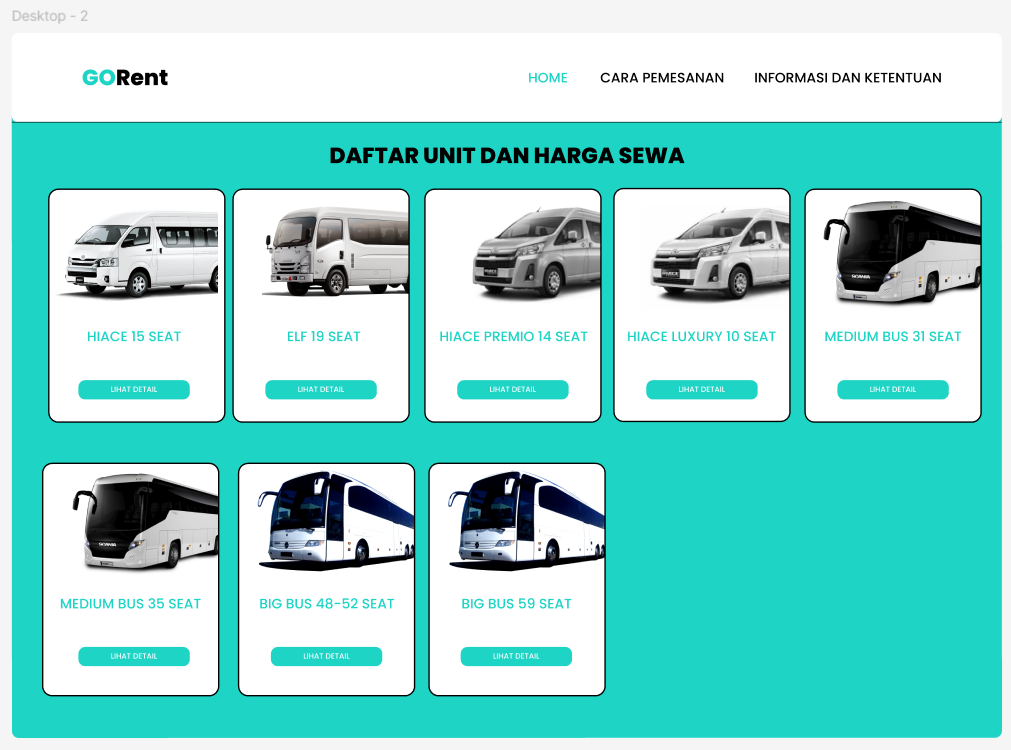 Desktop - 2
GORent
HOME
CARA PEMESANAN
INFORMASI DAN KETENTUAN
DAFTAR UNIT DAN HARGA SEWA
HIACE 15 SEAT
ELF 19 SEAT
HIACE PREMIO 14 SEAT
HIACE LUXURY 10 SEAT
MEDIUM BUS 31 SEAT
LIHAT DETAIL
LIHAT DETAIL
LIHAT DETAIL
LIHAT DETAIL
LIHAT DETAIL
MEDIUM BUS 35 SEAT
BIG BUS 48-52 SEAT
BIG BUS 59 SEAT
LIHAT DETAIL
LIHAT DETAIL
LIHAT DETAIL